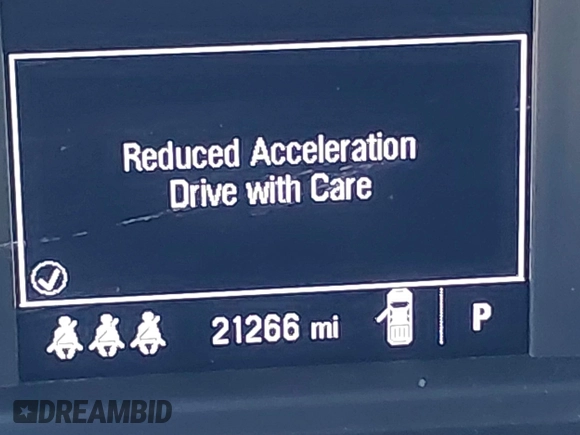 Reduced Acceleration
Drive with Care
21266 mi
P
DREAMBID